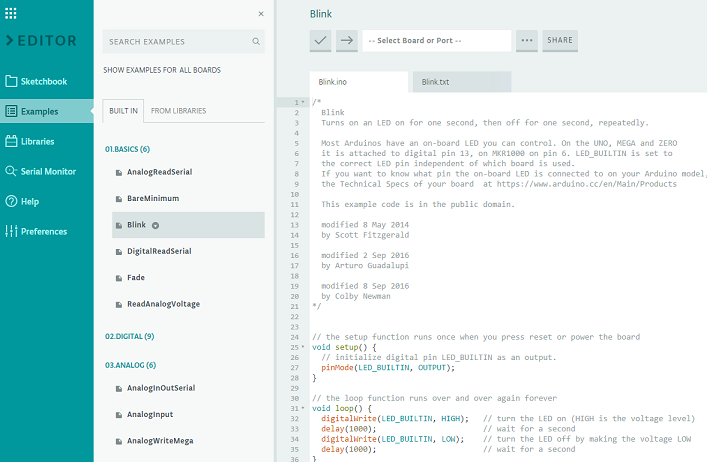 EDITOR
Sketchbook
Examples
Libraries
Serial Monitor
Help
Preferences
×
SEARCH EXAMPLES
SHOW EXAMPLES FOR ALL BOARDS
BUILT IN
FROM LIBRARIES
01.BASICS (6)
AnalogReadSerial
BareMinimum
Blink
DigitalReadSerial
Fade
ReadAnalogVoltage
02.DIGITAL (9)
03.ANALOG (6)
AnalogInOutSerial
AnalogInput
AnalogWriteMega
Blink
-- Select Board or Port --
SHARE
Blink.ino
Blink.txt
1 /*
2 Blink
3 Turns on an LED on for one second, then off for one second, repeatedly.
4
5 Most Arduinos have an on-board LED you can control. On the UNO, MEGA and ZERO
6 it is attached to digital pin 13, on MKR1000 on pin 6. LED_BUILTIN is set to
7 the correct LED pin independent of which board is used.
8 If you want to know what pin the on-board LED is connected to on your Arduino model,
9 the Technical Specs of your board at https://www.arduino.cc/en/Main/Products
10
11 This example code is in the public domain.
12
13 modified 8 May 2014
14 by Scott Fitzgerald
15
16 modified 2 Sep 2016
17 by Arturo Guadalupi
18
19 modified 8 Sep 2016
20 by Colby Newman
21 */
22
23
24 // the setup function runs once when you press reset or power the board
25 void setup() {
26 // initialize digital pin LED_BUILTIN as an output.
27 pinMode(LED_BUILTIN, OUTPUT);
28 }
29
30 // the loop function runs over and over again forever
31 void loop() {
32 digitalWrite(LED_BUILTIN, HIGH); // turn the LED on (HIGH is the voltage level)
33 delay(1000); // wait for a second
34 digitalWrite(LED_BUILTIN, LOW); // turn the LED off by making the voltage LOW
35 delay(1000); // wait for a second
36 }